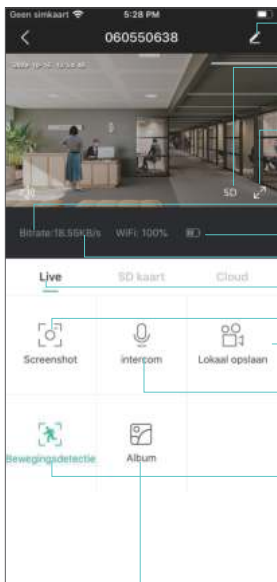 Geen simkaart 5:28 PM
060550638
SD
Bitrate:18.55KB/s WiFi: 100%
Live SD kaart Cloud
Screenshot intercom Lokaal opslaan
Bewegingsdetectie Album